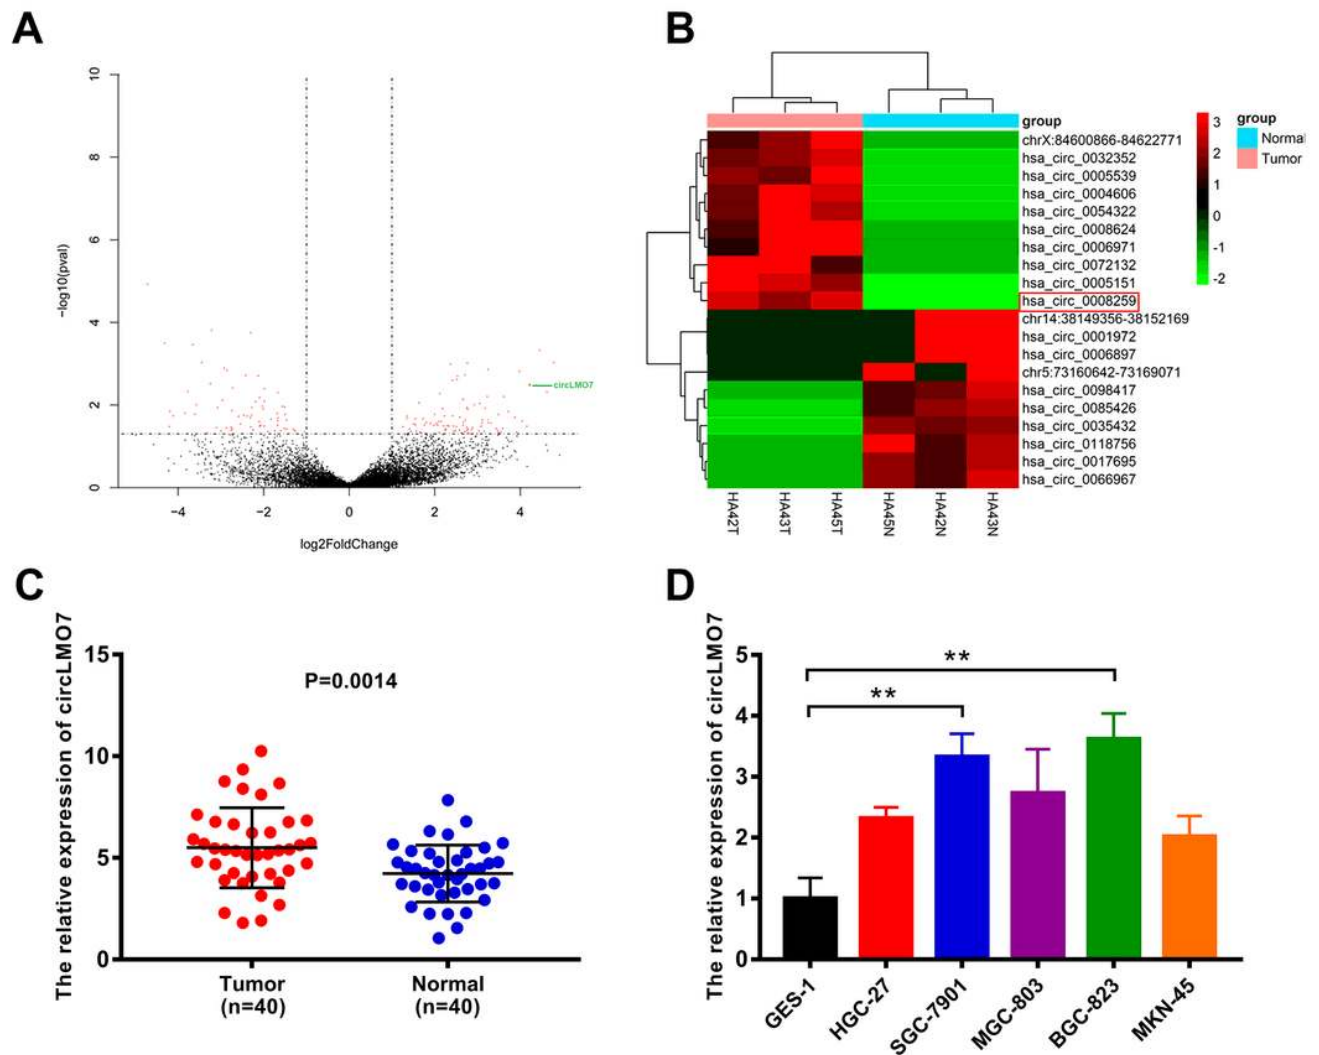 A
10
8
6
4
2
0
−log10(pval)
circLMO7
−4
−2
0
2
4
log2FoldChange
B
group
chrX:84600866-84622771
hsa_circ_0032352
hsa_circ_0005539
hsa_circ_0004606
hsa_circ_0054322
hsa_circ_0008624
hsa_circ_0006971
hsa_circ_0072132
hsa_circ_0005151
hsa_circ_0008259
chr14:38149356-38152169
hsa_circ_0001972
hsa_circ_0006897
chr5:73160642-73169071
hsa_circ_0098417
hsa_circ_0085426
hsa_circ_0035432
hsa_circ_0118756
hsa_circ_0017695
hsa_circ_0066967
HA42T
HA43T
HA45T
HA45N
HA42N
HA43N
3
2
1
0
-1
-2
group
Normal
Tumor
C
The relative expression of circLMO7
15
10
5
0
P=0.0014
Tumor
(n=40)
Normal
(n=40)
D
The relative expression of circLMO7
5
4
3
2
1
0
**
**
GES-1
HGC-27
SGC-7901
MGC-803
BGC-823
MKN-45